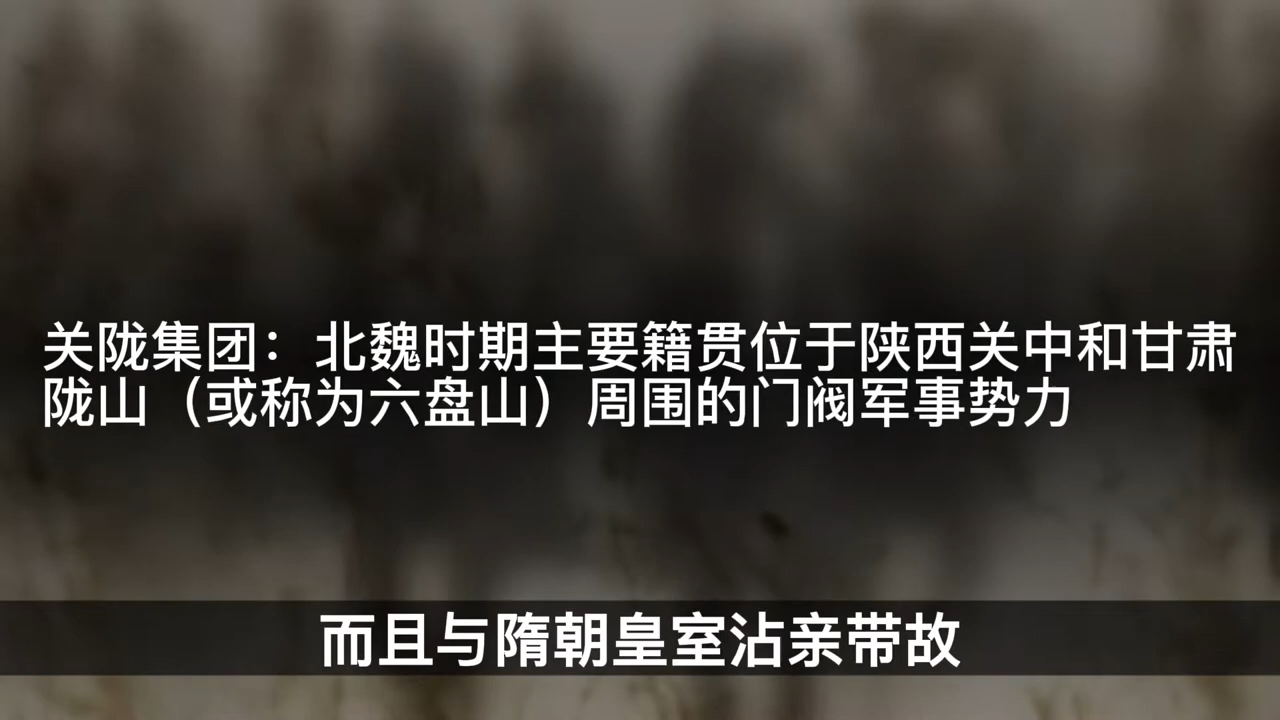 关陇集团：北魏时期主要籍贯位于陕西关中和甘肃
陇山（或称为六盘山）周围的门阀军事势力
而且与隋朝皇室沾亲带故